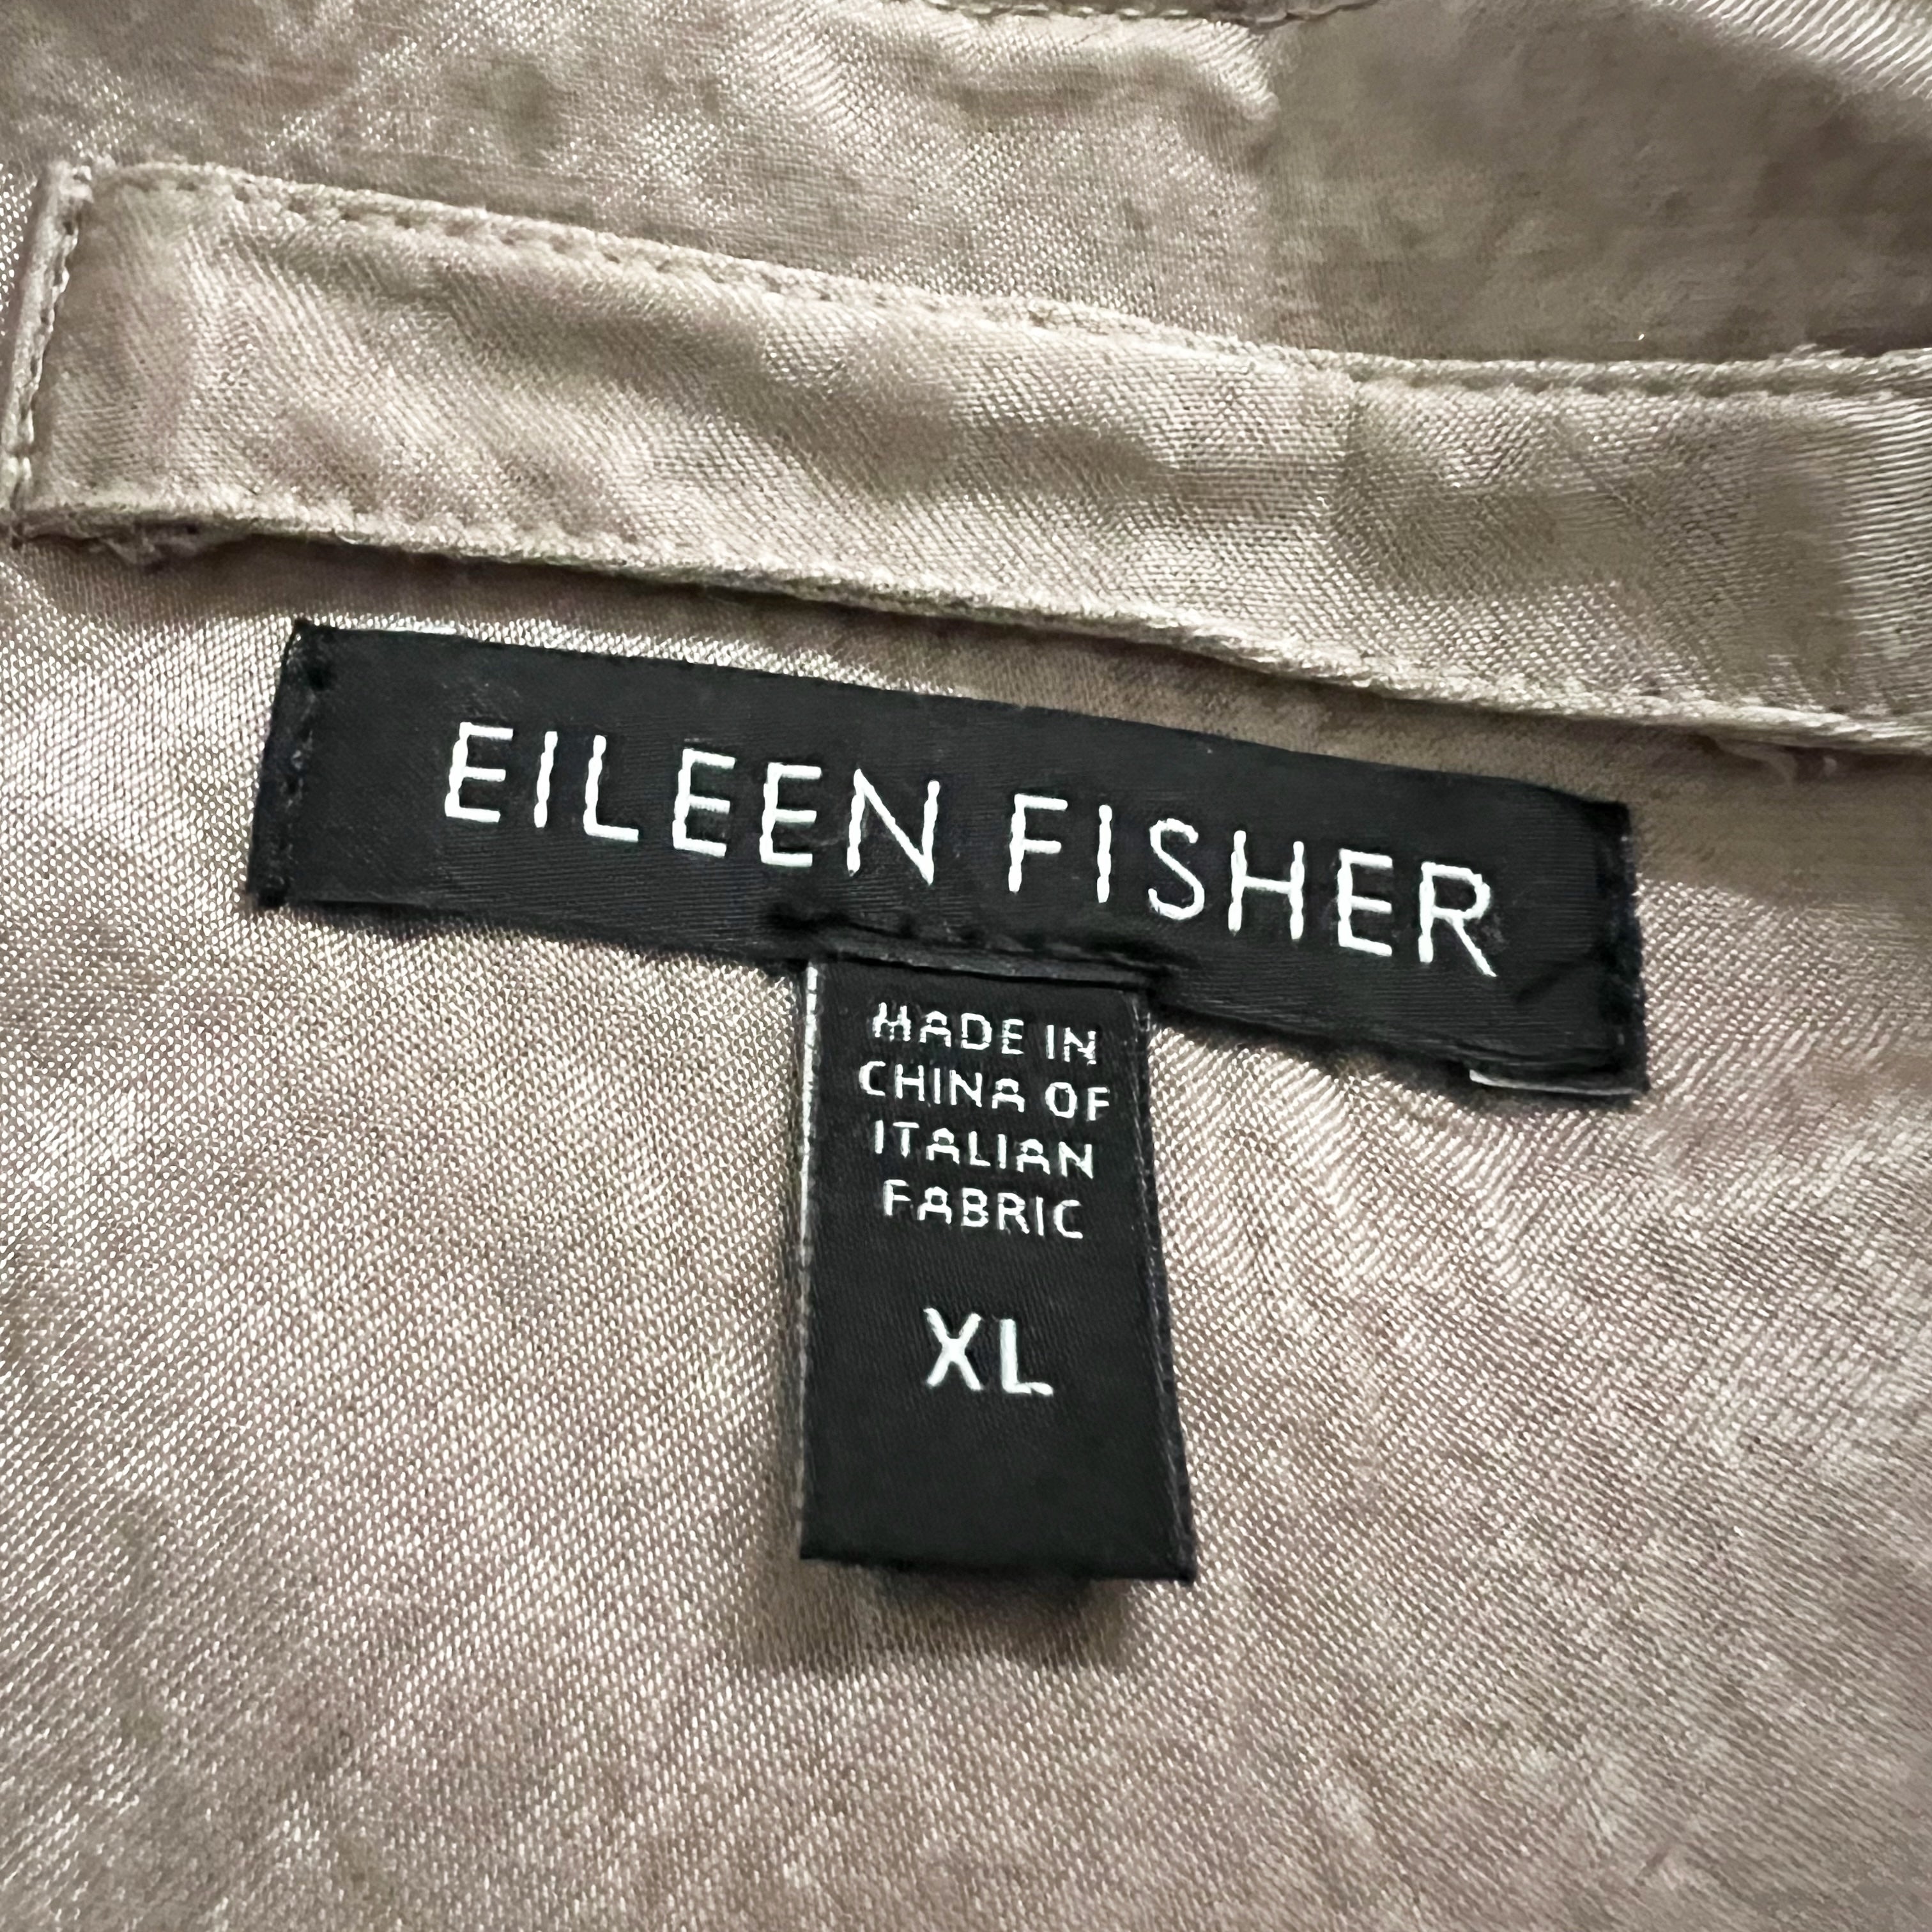 EILEEN FISHER
MADE IN
CHINA OF
ITALIAN
FABRIC
XL